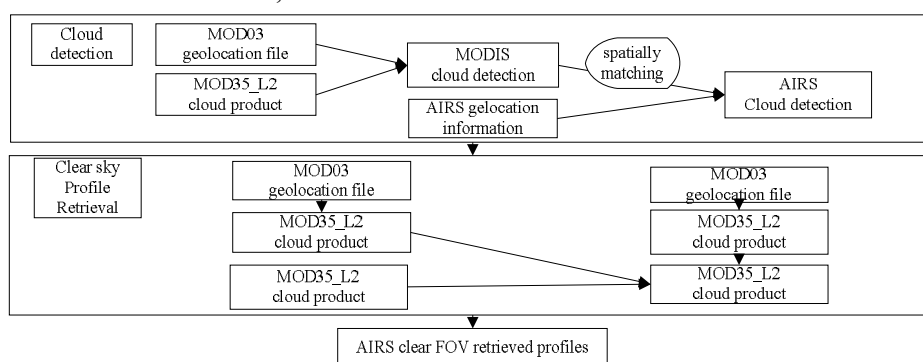 Cloud
detection
MOD03
geolocation file
MOD35_L2
cloud product
MODIS
cloud detection
spatially
matching
AIRS gelocation
information
AIRS
Cloud detection
Clear sky
Profile
Retrieval
MOD03
geolocation file
MOD35_L2
cloud product
MOD35_L2
cloud product
MOD03
geolocation file
MOD35_L2
cloud product
MOD35_L2
cloud product
AIRS clear FOV retrieved profiles